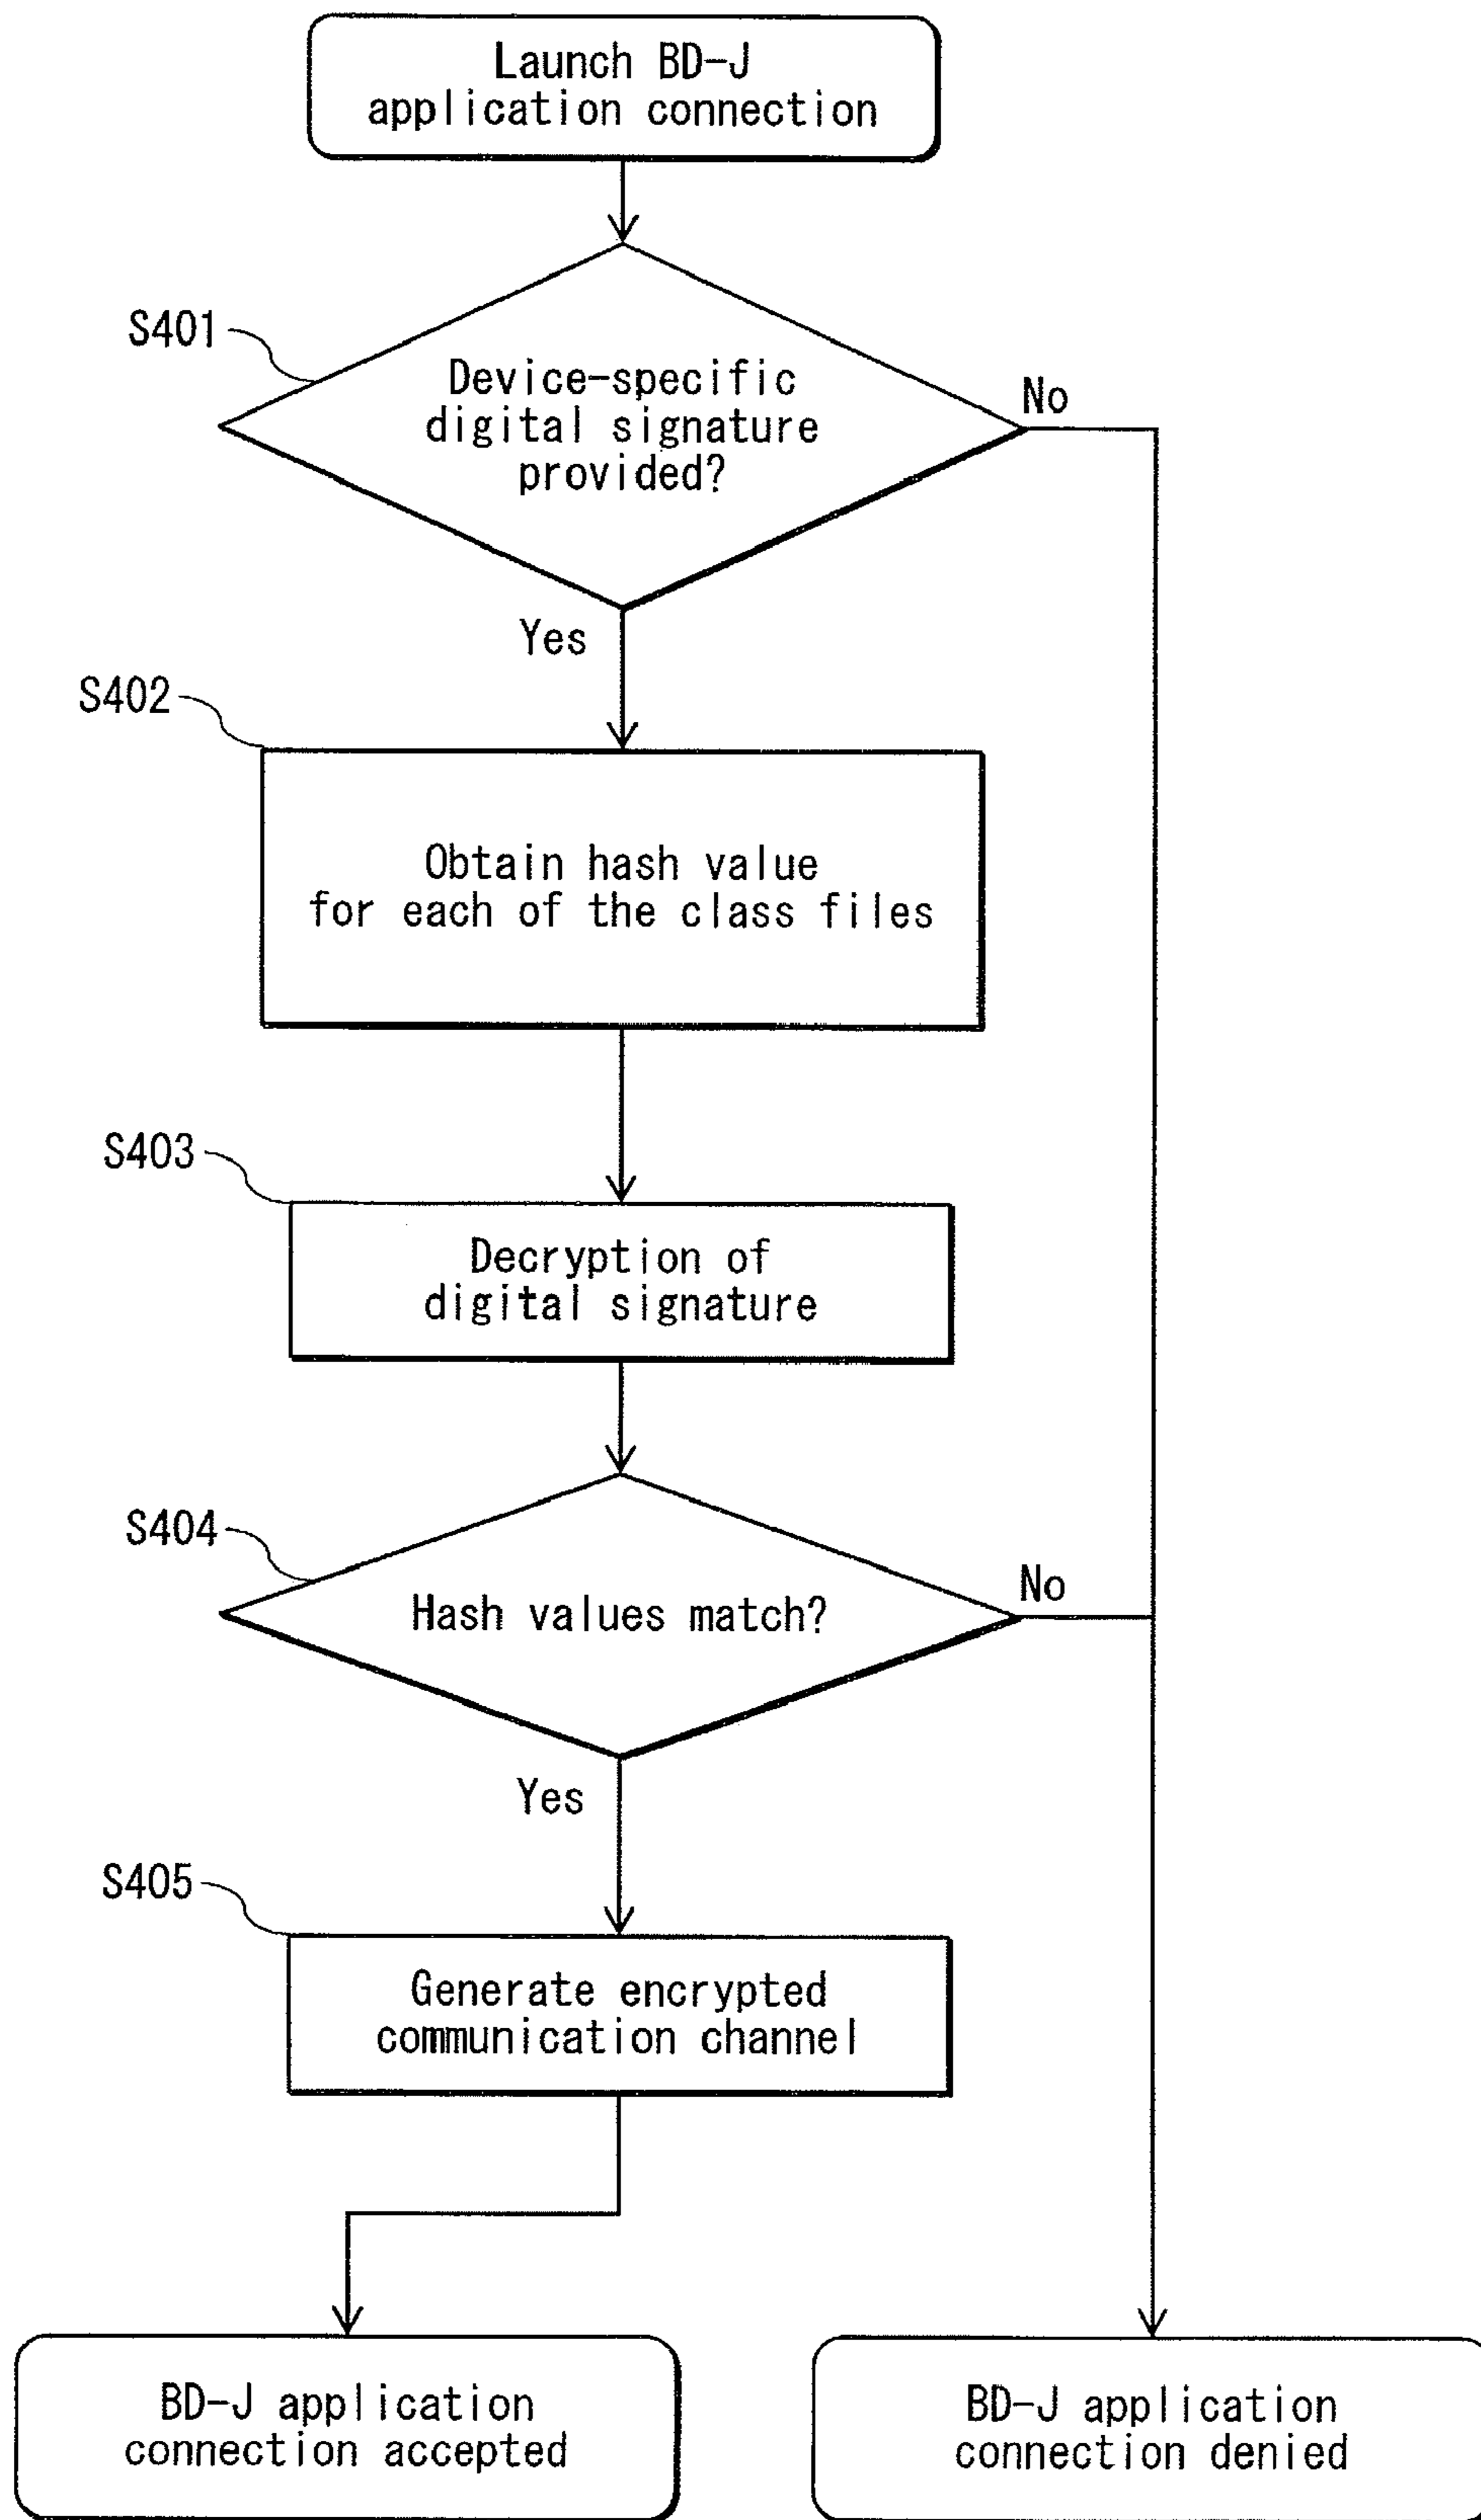 Launch BD-J
application connection
S401
Device-specific
digital signature
provided?
No
Yes
S402
Obtain hash value
for each of the class files
S403
Decryption of
digital signature
S404
Hash values match?
No
Yes
S405
Generate encrypted
communication channel
BD-J application
connection accepted
BD-J application
connection denied